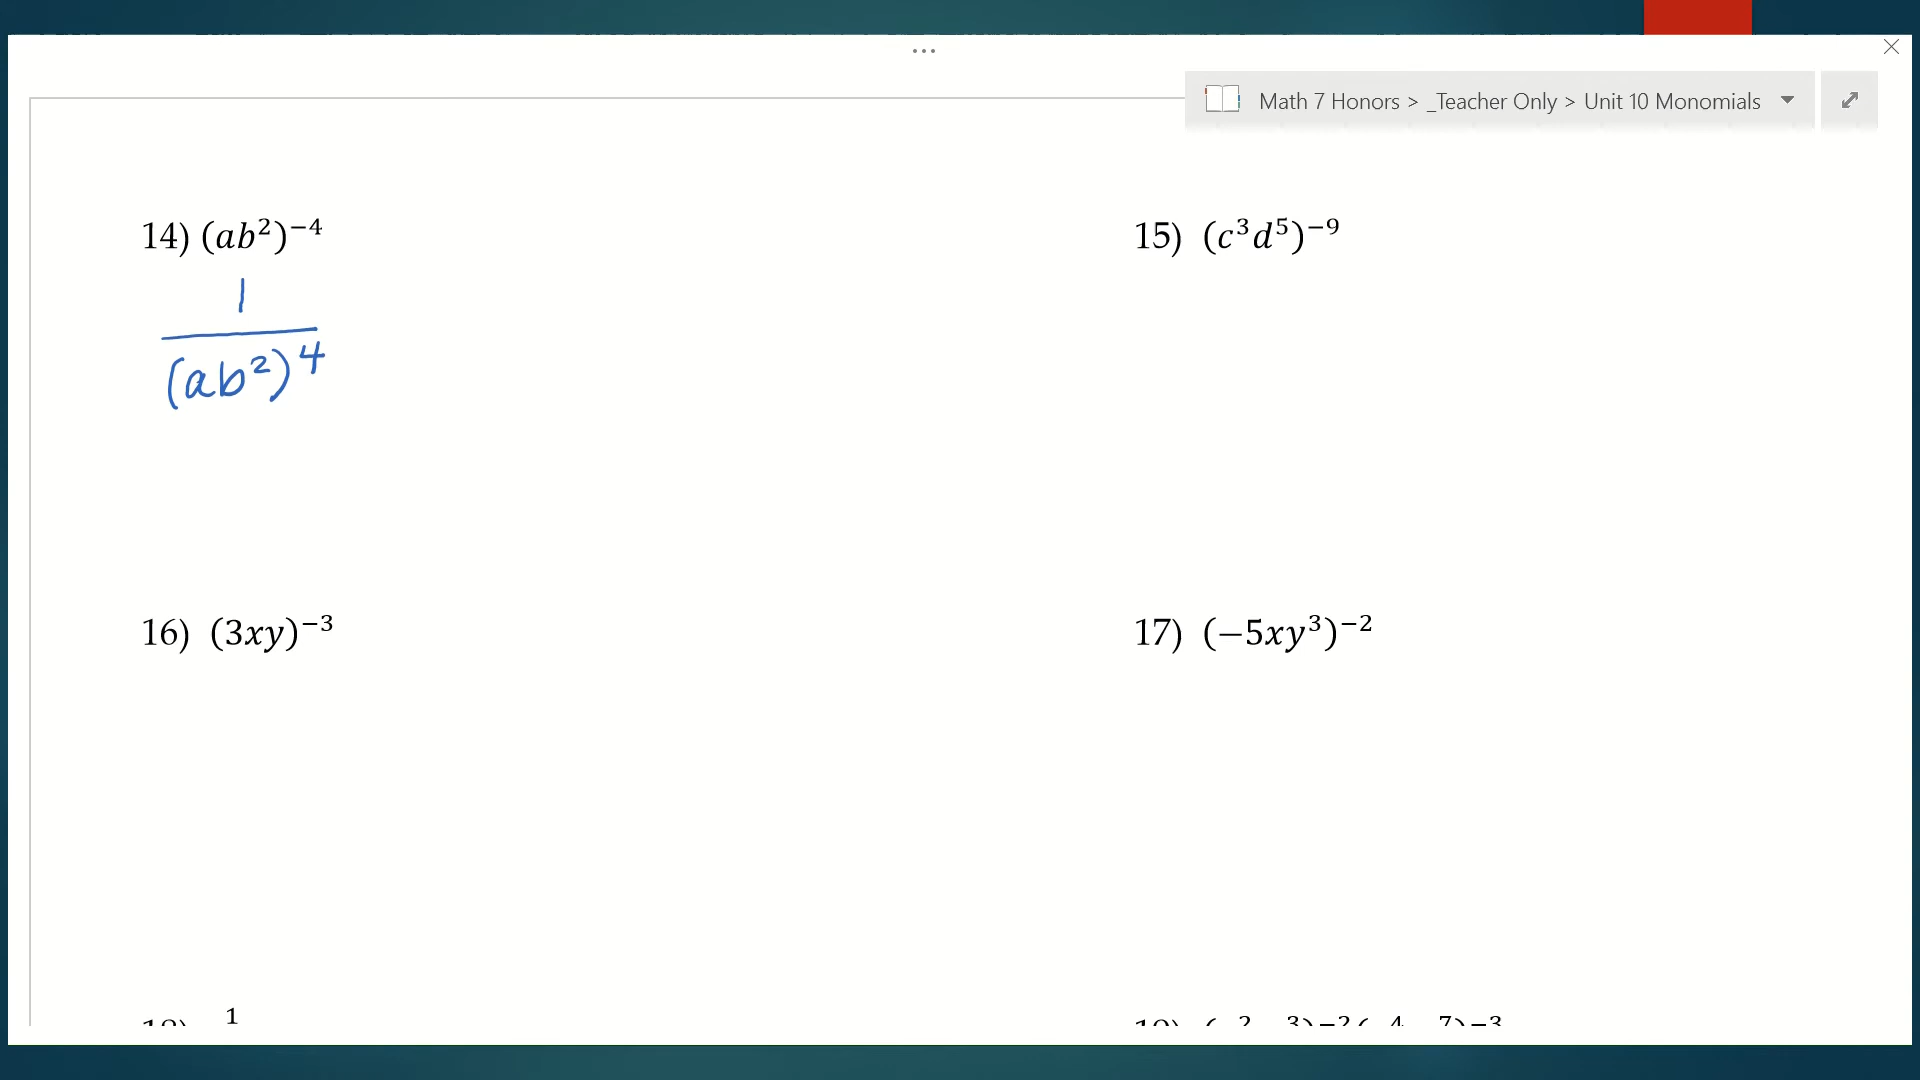 Math 7 Honors > _Teacher Only > Unit 10 Monomials
14) (ab²)⁻⁴
1
(ab²)⁴
15) (c³d⁵)⁻⁹
16) (3xy)⁻³
17) (−5xy³)⁻²
1